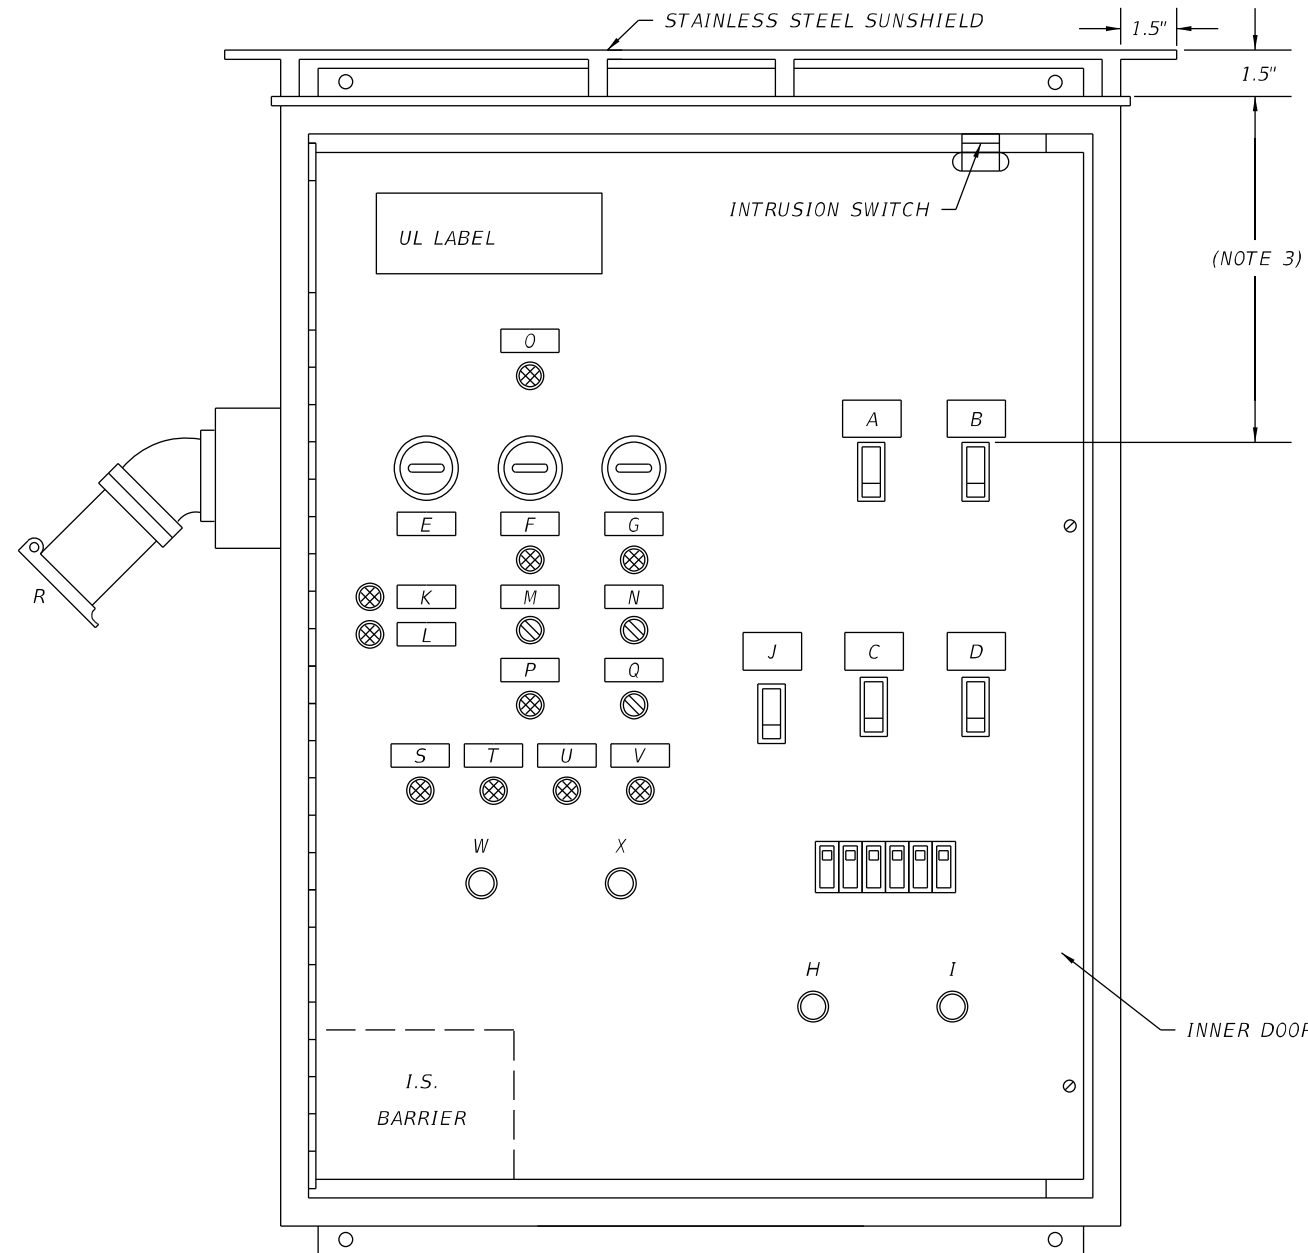 STAINLESS STEEL SUNSHIELD
1.5"
1.5"
INTRUSION SWITCH
UL LABEL
(NOTE 3)
O
A B
E F G
R
K M N
L
J C D
P Q
S T U V
W X
H I
INNER DOOR
I.S.
BARRIER